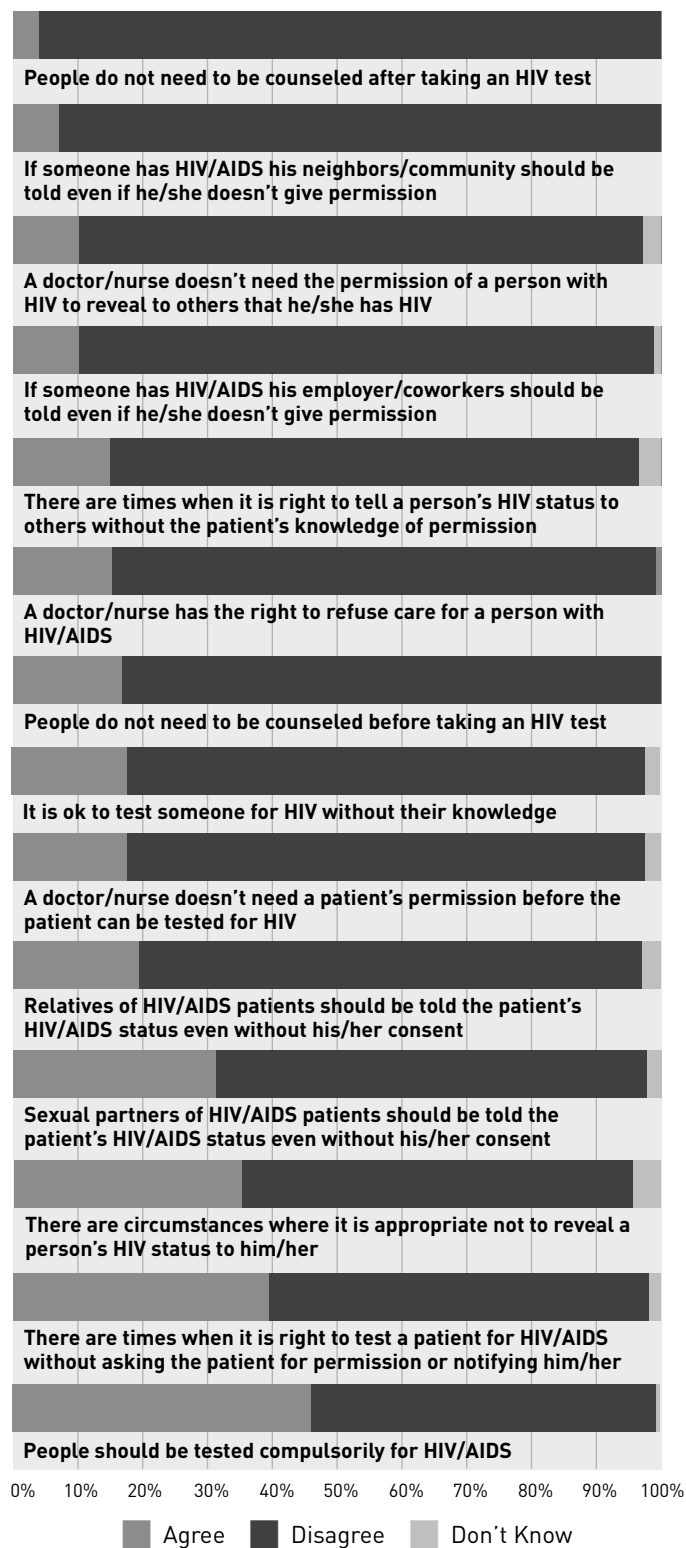 People do not need to be counseled after taking an HIV test
If someone has HIV/AIDS his neighbors/community should be
told even if he/she doesn't give permission
A doctor/nurse doesn't need the permission of a person with
HIV to reveal to others that he/she has HIV
If someone has HIV/AIDS his employer/coworkers should be
told even if he/she doesn't give permission
There are times when it is right to tell a person's HIV status to
others without the patient's knowledge of permission
A doctor/nurse has the right to refuse care for a person with
HIV/AIDS
People do not need to be counseled before taking an HIV test
It is ok to test someone for HIV without their knowledge
A doctor/nurse doesn't need a patient's permission before the
patient can be tested for HIV
Relatives of HIV/AIDS patients should be told the patient's
HIV/AIDS status even without his/her consent
Sexual partners of HIV/AIDS patients should be told the
patient's HIV/AIDS status even without his/her consent
There are circumstances where it is appropriate not to reveal a
person's HIV status to him/her
There are times when it is right to test a patient for HIV/AIDS
without asking the patient for permission or notifying him/her
People should be tested compulsorily for HIV/AIDS
0% 10% 20% 30% 40% 50% 60% 70% 80% 90% 100%
Agree Disagree Don't Know